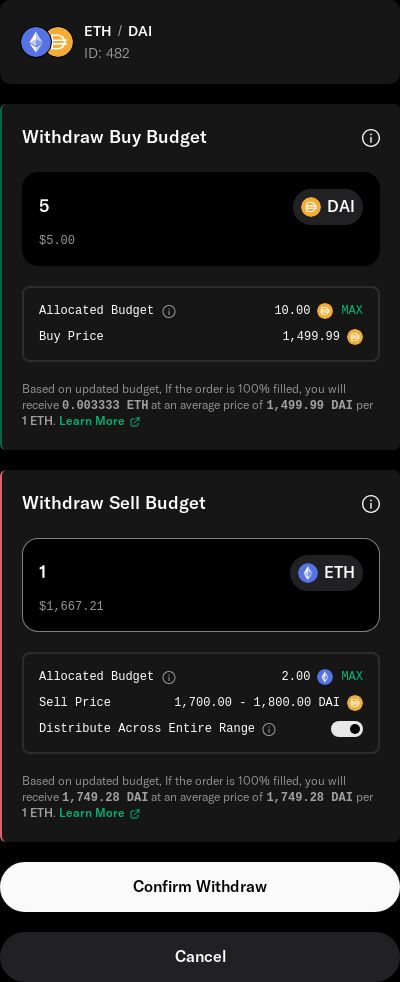 ETH / DAI
ID: 482
Withdraw Buy Budget
5
DAI
$5.00
Allocated Budget 10.00 MAX
Buy Price 1,499.99
Based on updated budget, If the order is 100% filled, you will
receive 0.003333 ETH at an average price of 1,499.99 DAI per
1 ETH. Learn More
Withdraw Sell Budget
1
ETH
$1,667.21
Allocated Budget 2.00 MAX
Sell Price 1,700.00 - 1,800.00 DAI
Distribute Across Entire Range
Based on updated budget, If the order is 100% filled, you will
receive 1,749.28 DAI at an average price of 1,749.28 DAI per
1 ETH. Learn More
Confirm Withdraw
Cancel